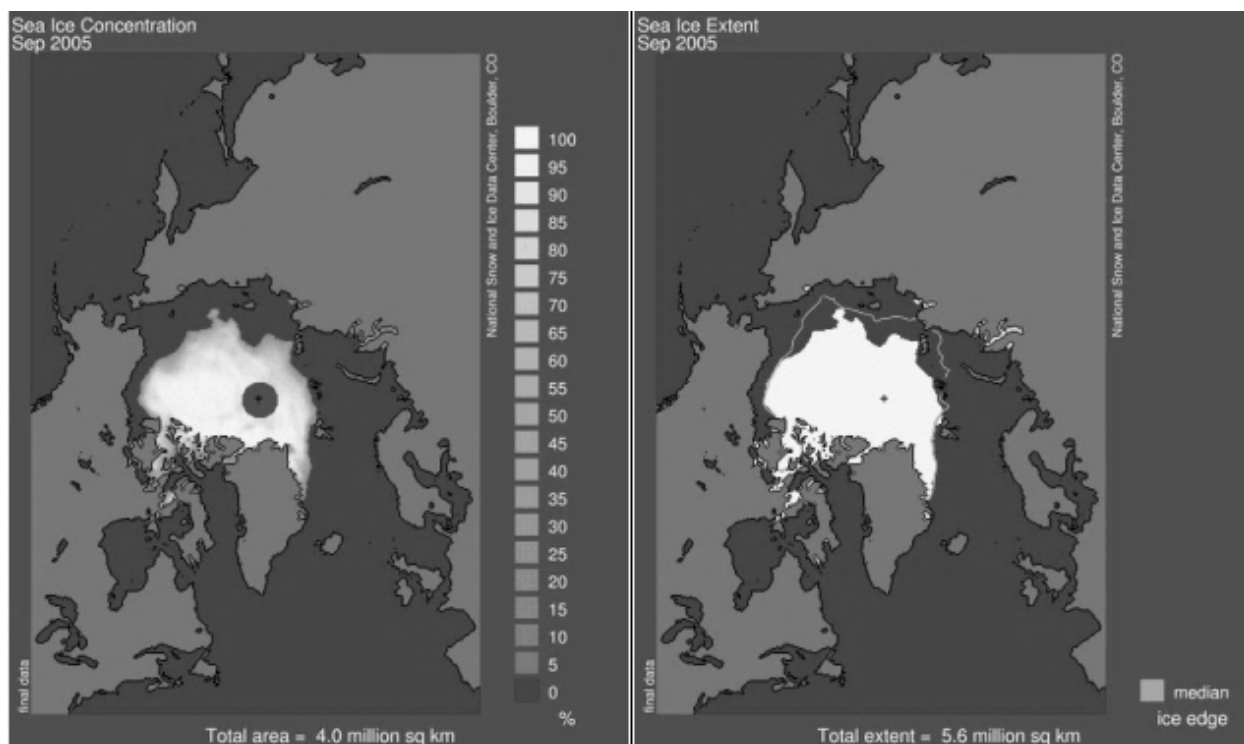 Sea Ice Concentration
Sep 2005
National Snow and Ice Data Center, Boulder, CO
100
95
90
85
80
75
70
65
60
55
50
45
40
35
30
25
20
15
10
5
0
%
final data
Total area = 4.0 million sq km
Sea Ice Extent
Sep 2005
National Snow and Ice Data Center, Boulder, CO
median
ice edge
final data
Total extent = 5.6 million sq km